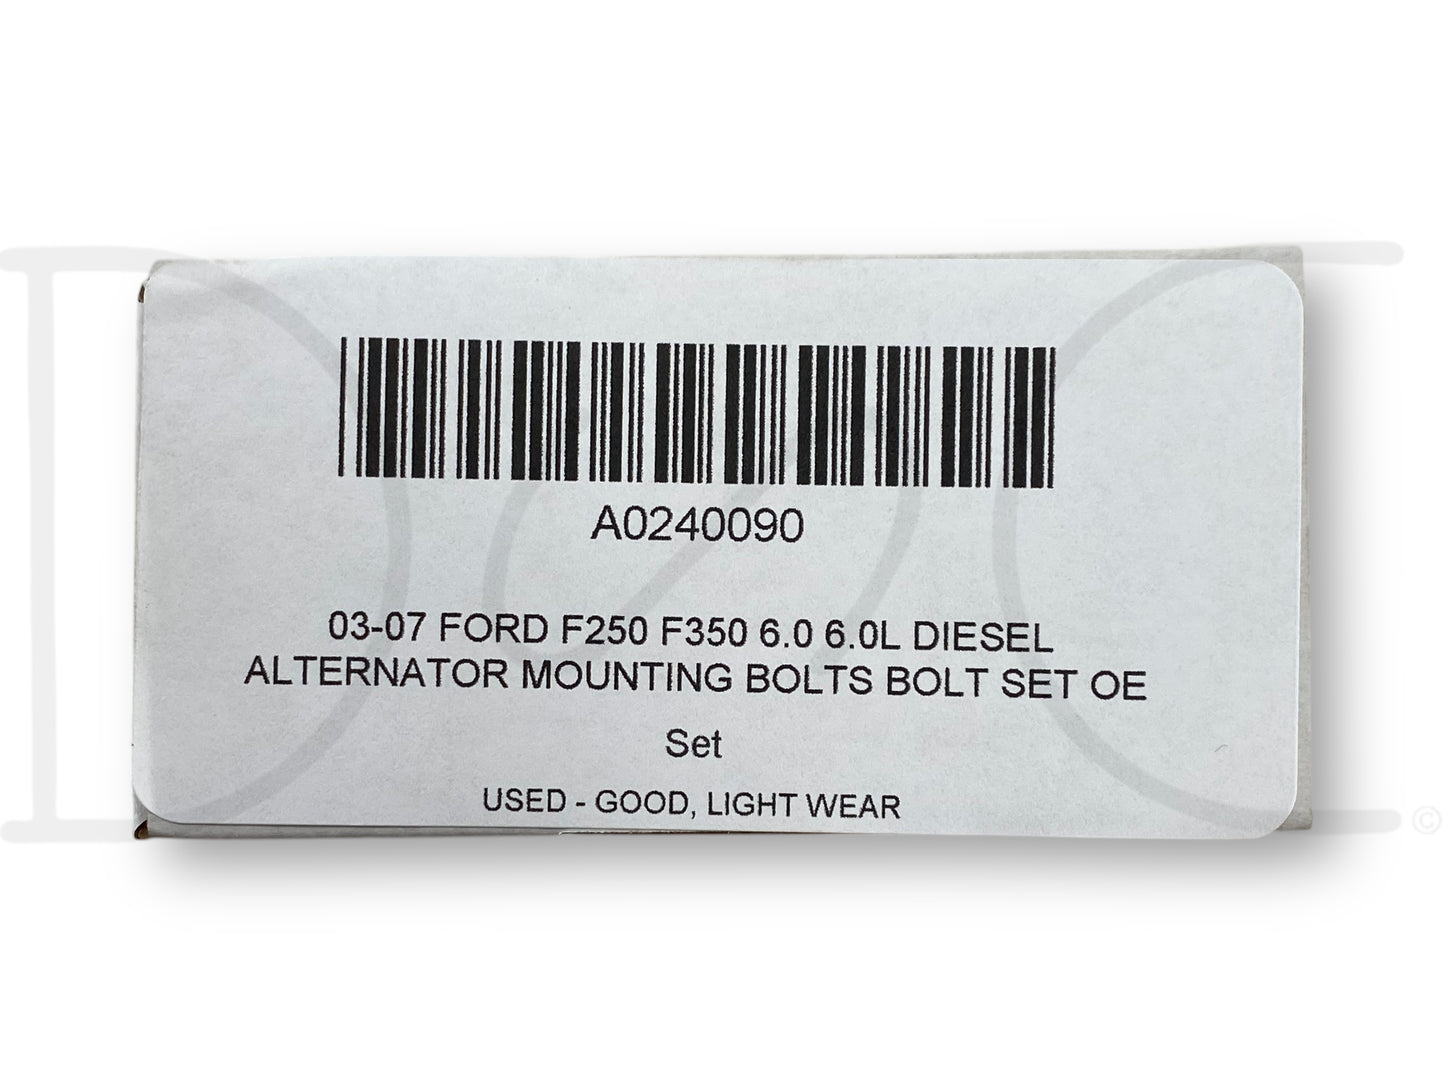 A0240090
03-07 FORD F250 F350 6.0 6.0L DIESEL
ALTERNATOR MOUNTING BOLTS BOLT SET OE
Set
USED - GOOD, LIGHT WEAR
©